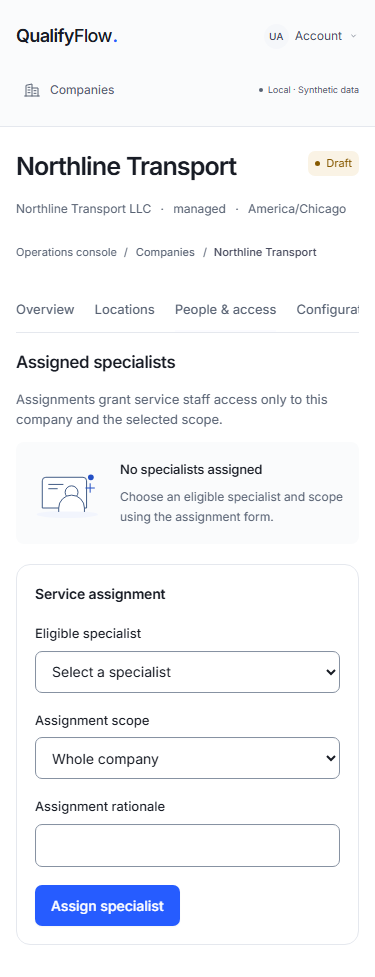 QualifyFlow.
UA Account
Companies
Local · Synthetic data
Northline Transport
Draft
Northline Transport LLC · managed · America/Chicago
Operations console / Companies / Northline Transport
Overview Locations People & access Configurat
Assigned specialists
Assignments grant service staff access only to this
company and the selected scope.
No specialists assigned
Choose an eligible specialist and scope
using the assignment form.
Service assignment
Eligible specialist
Select a specialist
Assignment scope
Whole company
Assignment rationale
Assign specialist